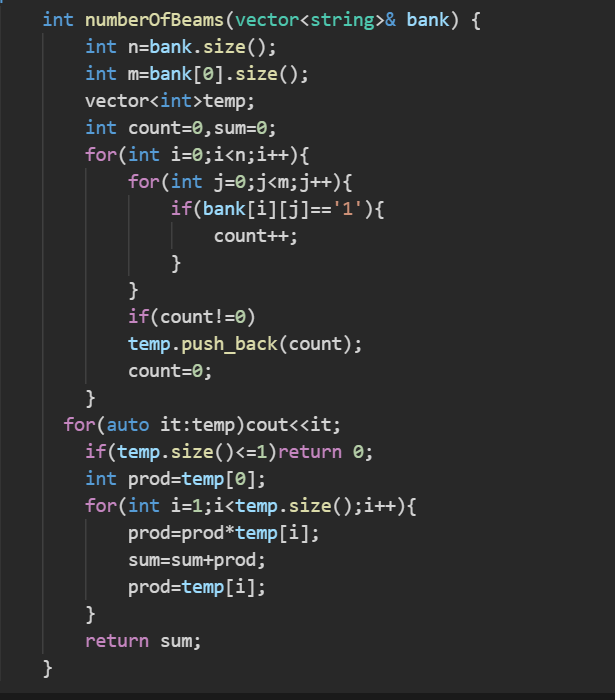 int numberOfBeams(vector<string>& bank) {
int n=bank.size();
int m=bank[0].size();
vector<int>temp;
int count=0,sum=0;
for(int i=0;i<n;i++){
for(int j=0;j<m;j++){
if(bank[i][j]=='1'){
count++;
}
}
if(count!=0)
temp.push_back(count);
count=0;
}
for(auto it:temp)cout<<it;
if(temp.size()<=1)return 0;
int prod=temp[0];
for(int i=1;i<temp.size();i++){
prod=prod*temp[i];
sum=sum+prod;
prod=temp[i];
}
return sum;
}